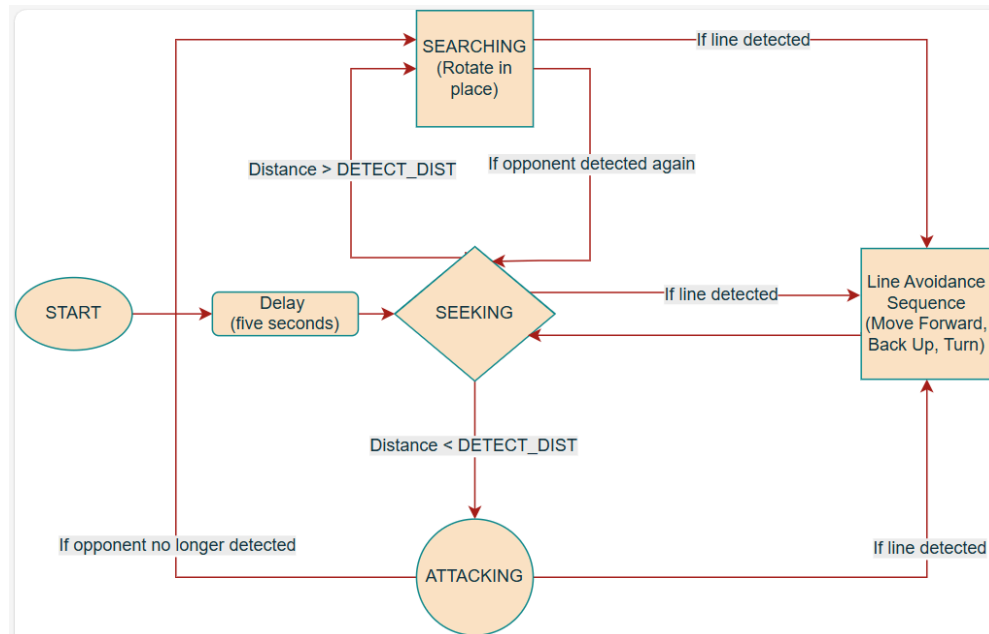 SEARCHING
(Rotate in
place)
If line detected
Distance > DETECT_DIST
If opponent detected again
START
Delay
(five seconds)
SEEKING
If line detected
Line Avoidance
Sequence
(Move Forward,
Back Up, Turn)
Distance < DETECT_DIST
If opponent no longer detected
ATTACKING
If line detected